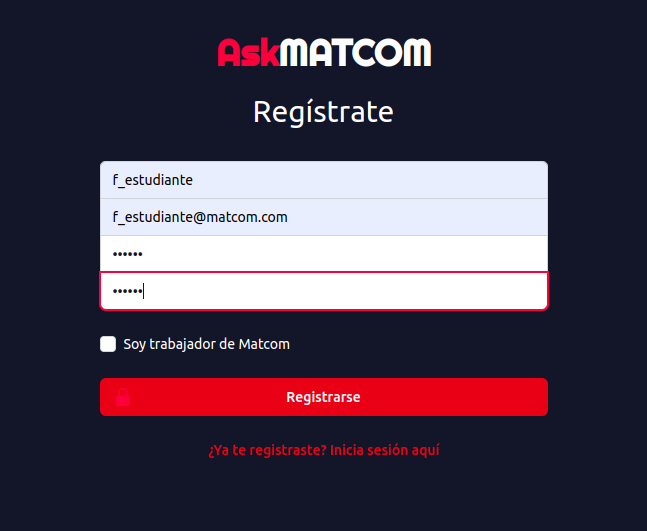 AskMATCOM
Regístrate
f_estudiante
f_estudiante@matcom.com
••••••
••••••
Soy trabajador de Matcom
Registrarse
¿Ya te registraste? Inicia sesión aquí